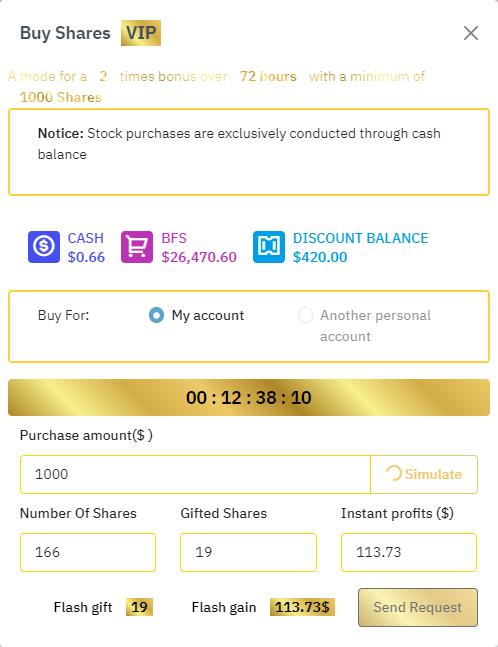 Buy Shares VIP
A mode for a 2 times bonus over 72 hours with a minimum of
1000 Shares
Notice: Stock purchases are exclusively conducted through cash
balance
CASH BFS DISCOUNT BALANCE
$0.66 $26,470.60 $420.00
Buy For: My account Another personal
account
00 : 12 : 38 : 10
Purchase amount($ )
1000 Simulate
Number Of Shares Gifted Shares Instant profits ($)
166 19 113.73
Flash gift 19 Flash gain 113.73$ Send Request